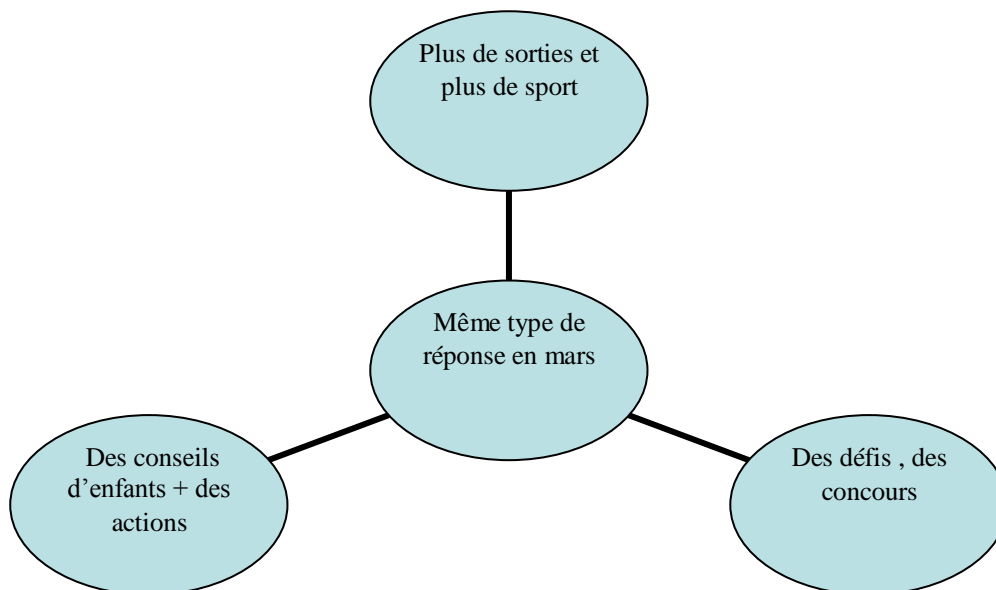 Plus de sorties et
plus de sport
Même type de
réponse en mars
Des conseils
d’enfants + des
actions
Des défis , des
concours